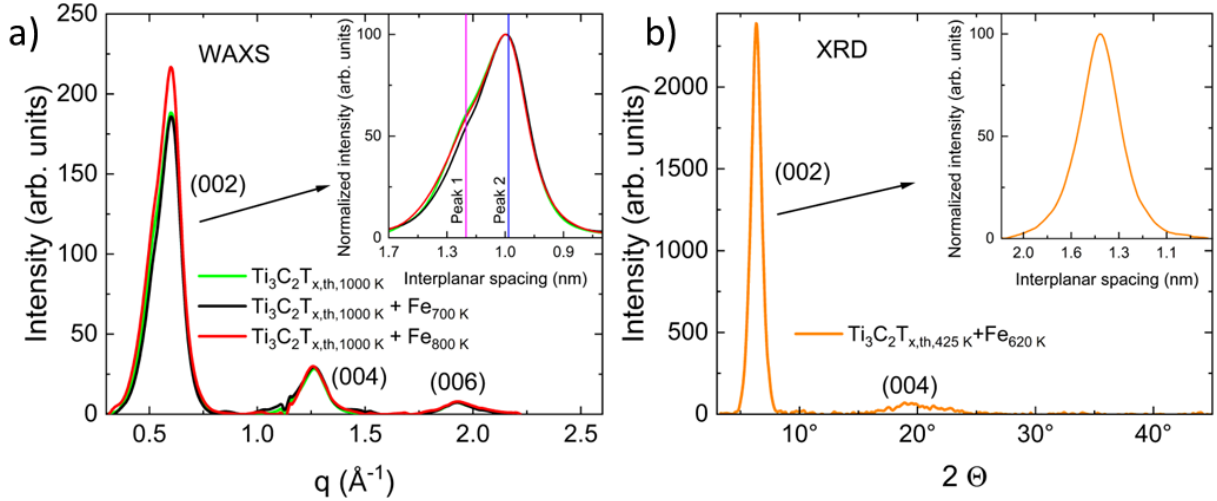 a)
WAXS
Intensity (arb. units)
250
200
150
100
50
0
0.5
1.0
1.5
2.0
2.5
q (Å⁻¹)
(002)
(004)
(006)
Ti₃C₂Tₓ,th,1000 K
Ti₃C₂Tₓ,th,1000 K + Fe700 K
Ti₃C₂Tₓ,th,1000 K + Fe800 K
Normalized intensity (arb. units)
100
50
0
Peak 1
Peak 2
1.7
1.3
1.0
0.9
Interplanar spacing (nm)
b)
XRD
Intensity (arb. units)
2500
2000
1500
1000
500
0
10°
20°
30°
40°
2 Θ
(002)
(004)
Ti₃C₂Tₓ,th,425 K+Fe620 K
Normalized intensity (arb. units)
100
50
0
2.0
1.6
1.3
1.1
Interplanar spacing (nm)